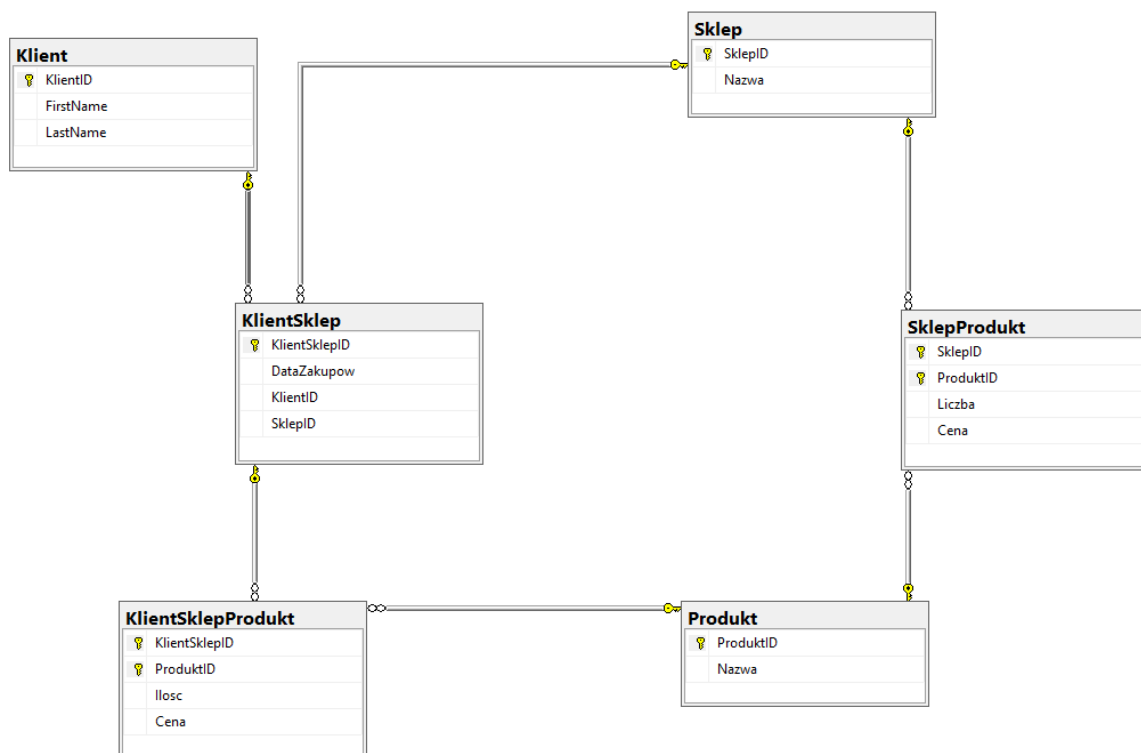 Klient
KlientID
FirstName
LastName
Sklep
SklepID
Nazwa
KlientSklep
KlientSklepID
DataZakupow
KlientID
SklepID
SklepProdukt
SklepID
ProduktID
Liczba
Cena
KlientSklepProdukt
KlientSklepID
ProduktID
Ilosc
Cena
Produkt
ProduktID
Nazwa